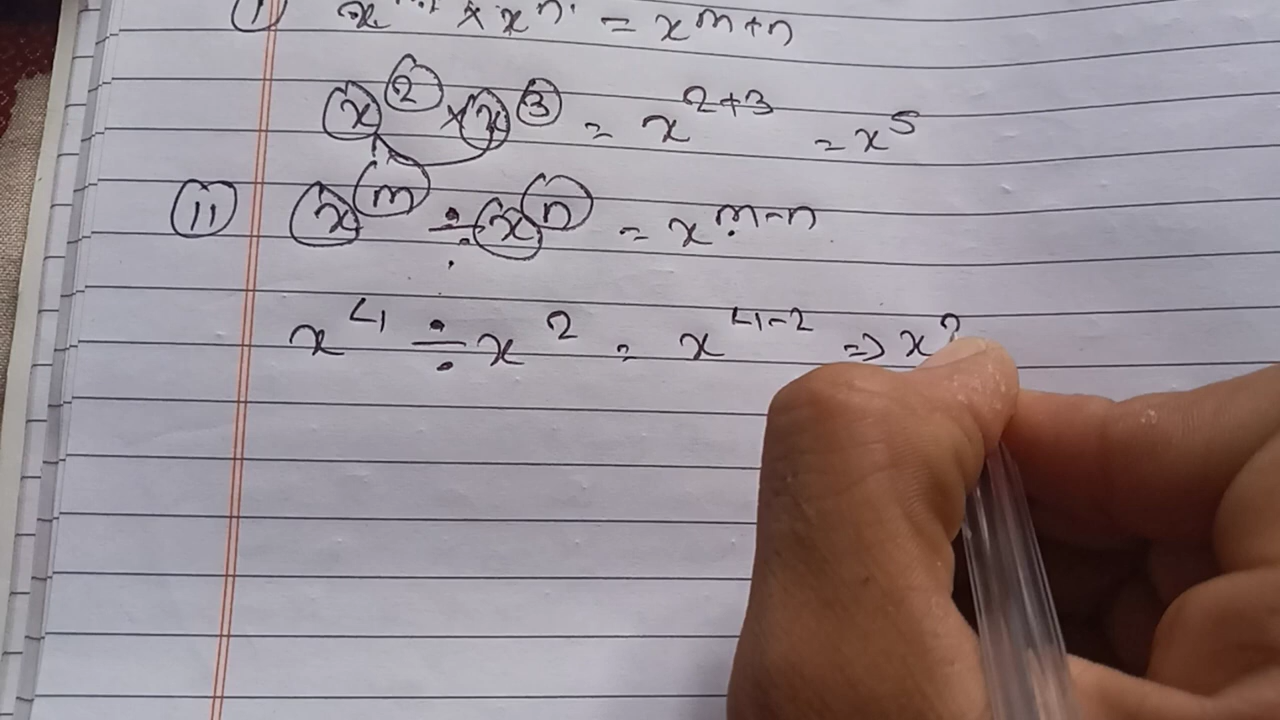 (i) x^m × x^n = x^m+n
x^2 × x^3 = x^2+3 = x^5
(ii) x^m ÷ x^n = x^m-n
x^4 ÷ x^2 = x^4-2 ⇒ x^2